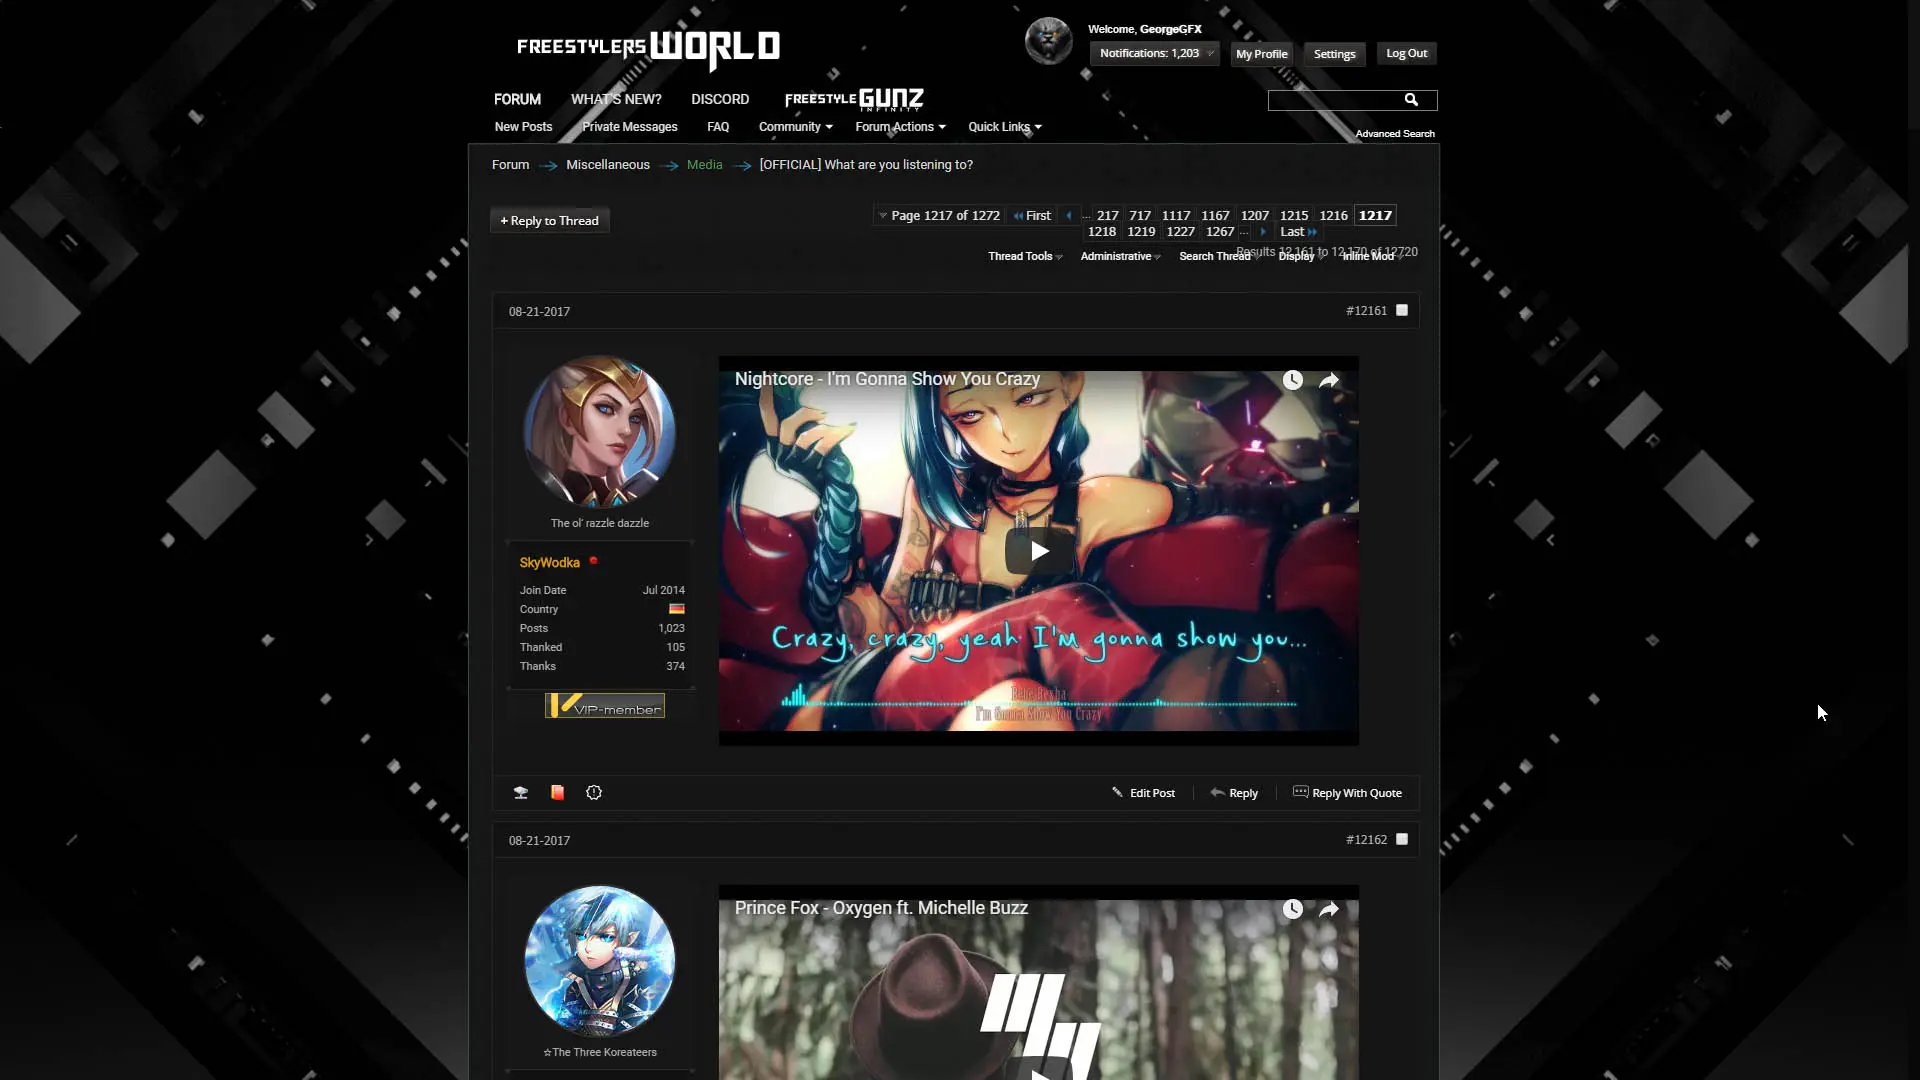 FREESTYLERS WORLD
Welcome, GeorgeGFX
Notifications: 1,203
My Profile
Settings
Log Out
FORUM
WHAT'S NEW?
DISCORD
FREESTYLE GUNZ
INFINITY
New Posts
Private Messages
FAQ
Community
Forum Actions
Quick Links
Advanced Search
Forum
Miscellaneous
Media
[OFFICIAL] What are you listening to?
+ Reply to Thread
Page 1217 of 1272
First
... 217 717 1117 1167 1207 1215 1216 1217
1218 1219 1227 1267 ...
Last
Results 12,161 to 12,170 of 12720
Thread Tools
Administrative
Search Thread
Display
Inline Mod
08-21-2017
#12161
Nightcore - I'm Gonna Show You Crazy
Crazy, crazy, yeah I'm gonna show you...
Bebe Rexha
I'm Gonna Show You Crazy
The ol' razzle dazzle
SkyWodka
Join Date Jul 2014
Country
Posts 1,023
Thanked 105
Thanks 374
VIP-member
Edit Post
Reply
Reply With Quote
08-21-2017
#12162
Prince Fox - Oxygen ft. Michelle Buzz
☆The Three Koreateers